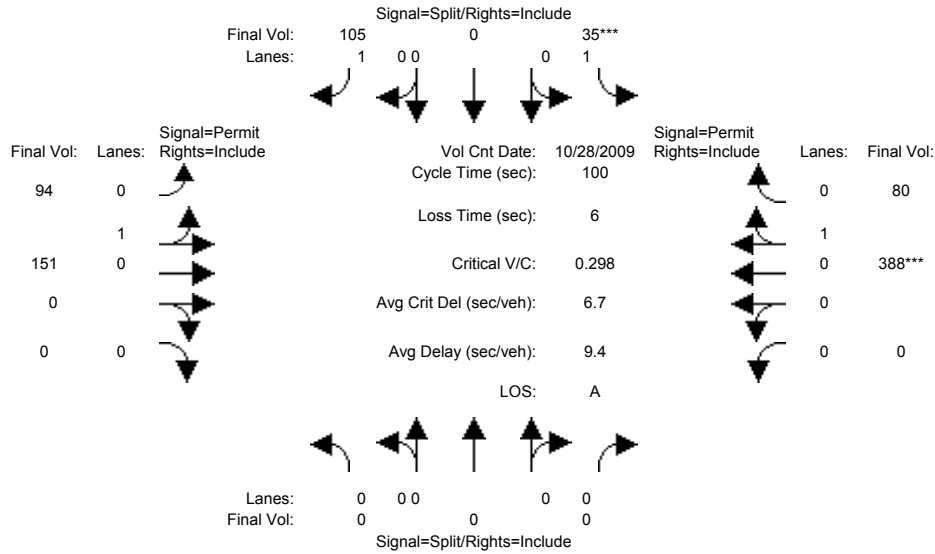 Signal=Split/Rights=Include
Final Vol: 105 0 35***
Lanes: 1 0 0 0 1
Signal=Permit Signal=Permit
Final Vol: Lanes: Rights=Include Vol Cnt Date: 10/28/2009 Rights=Include Lanes: Final Vol:
Cycle Time (sec): 100
94 0 0 80
Loss Time (sec): 6
1 1
151 0 Critical V/C: 0.298 0 388***
0 Avg Crit Del (sec/veh): 6.7 0
0 0 Avg Delay (sec/veh): 9.4 0 0
LOS: A
Lanes: 0 0 0 0 0
Final Vol: 0 0 0
Signal=Split/Rights=Include